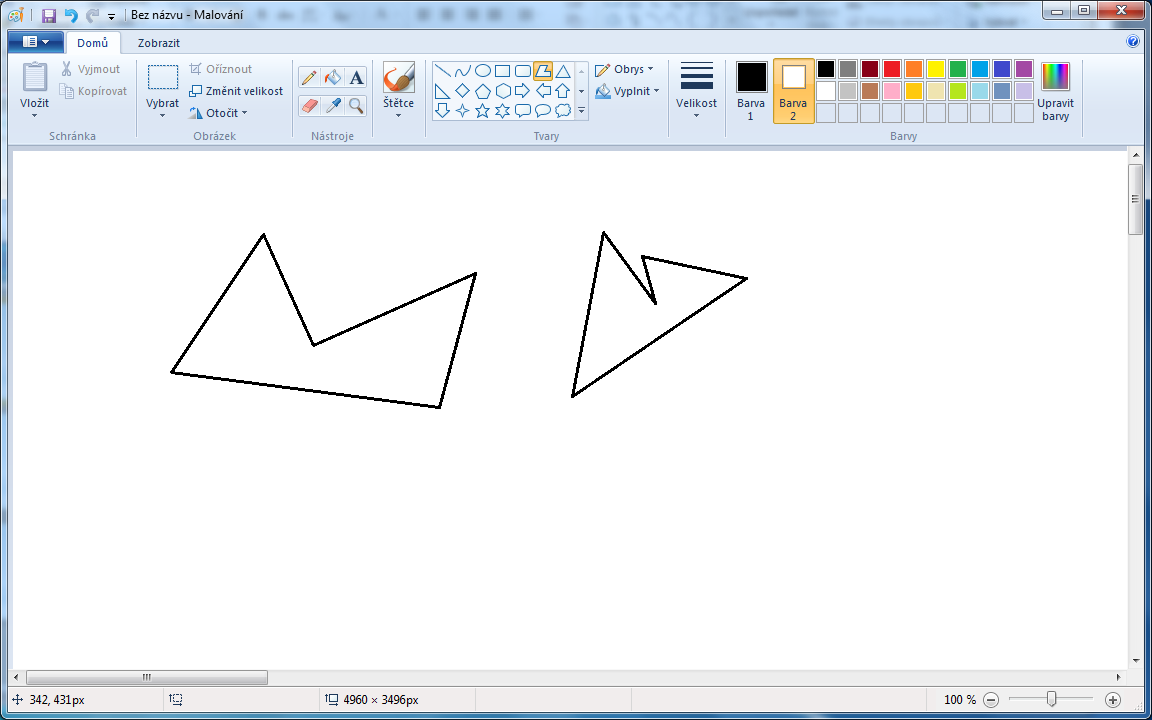 Bez názvu - Malování
Domů
Zobrazit
Vložit
Vyjmout
Kopírovat
Schránka
Vybrat
Oříznout
Změnit velikost
Otočit
Obrázek
A
Nástroje
Štětce
Obrys
Vyplnit
Tvary
Velikost
Barva 1
Barva 2
Upravit barvy
Barvy
342, 431px
4960 × 3496px
100 %